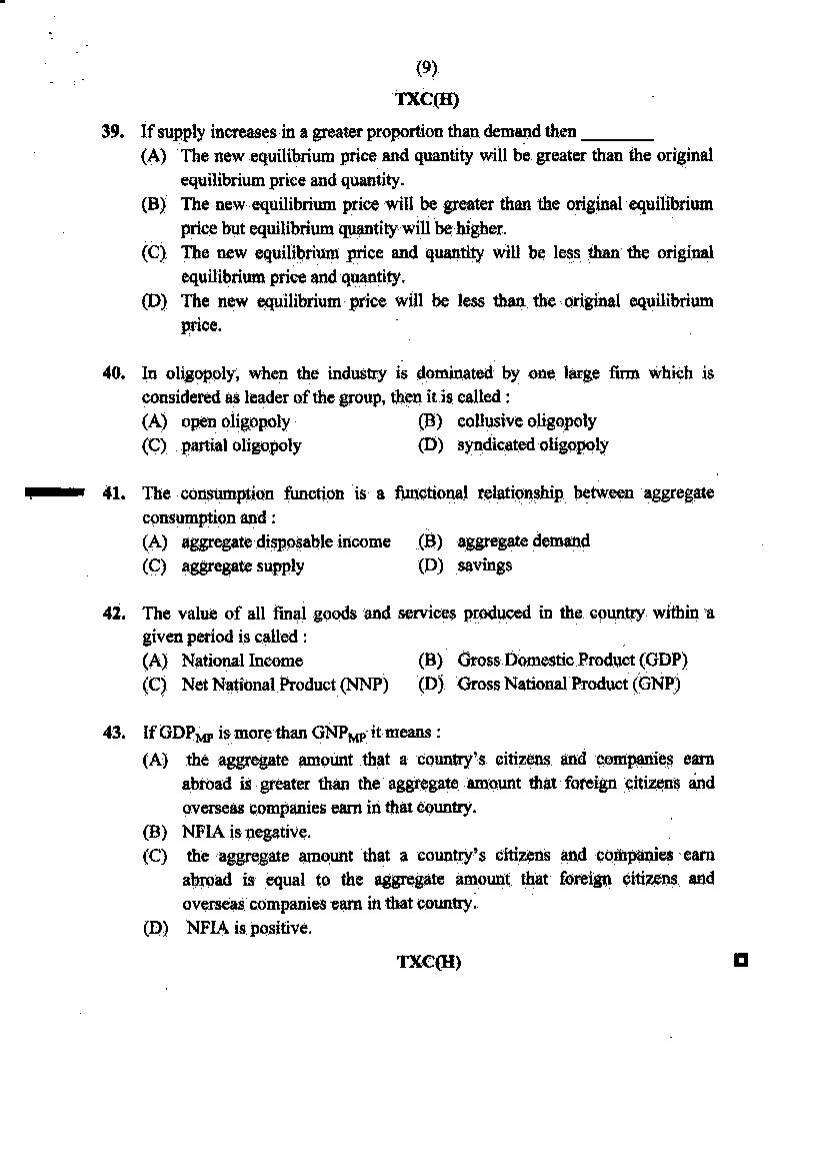 (9)
TXC(H)
39. If supply increases in a greater proportion than demand then ________
(A) The new equilibrium price and quantity will be greater than the original
equilibrium price and quantity.
(B) The new equilibrium price will be greater than the original equilibrium
price but equilibrium quantity will be higher.
(C) The new equilibrium price and quantity will be less than the original
equilibrium price and quantity.
(D) The new equilibrium price will be less than the original equilibrium
price.
40. In oligopoly, when the industry is dominated by one large firm which is
considered as leader of the group, then it is called :
(A) open oligopoly (B) collusive oligopoly
(C) partial oligopoly (D) syndicated oligopoly
41. The consumption function is a functional relationship between aggregate
consumption and :
(A) aggregate disposable income (B) aggregate demand
(C) aggregate supply (D) savings
42. The value of all final goods and services produced in the country within a
given period is called :
(A) National Income (B) Gross Domestic Product (GDP)
(C) Net National Product (NNP) (D) Gross National Product (GNP)
43. If GDPMP is more than GNPMP it means :
(A) the aggregate amount that a country's citizens and companies earn
abroad is greater than the aggregate amount that foreign citizens and
overseas companies earn in that country.
(B) NFIA is negative.
(C) the aggregate amount that a country's citizens and companies earn
abroad is equal to the aggregate amount that foreign citizens and
overseas companies earn in that country.
(D) NFIA is positive.
TXC(H)